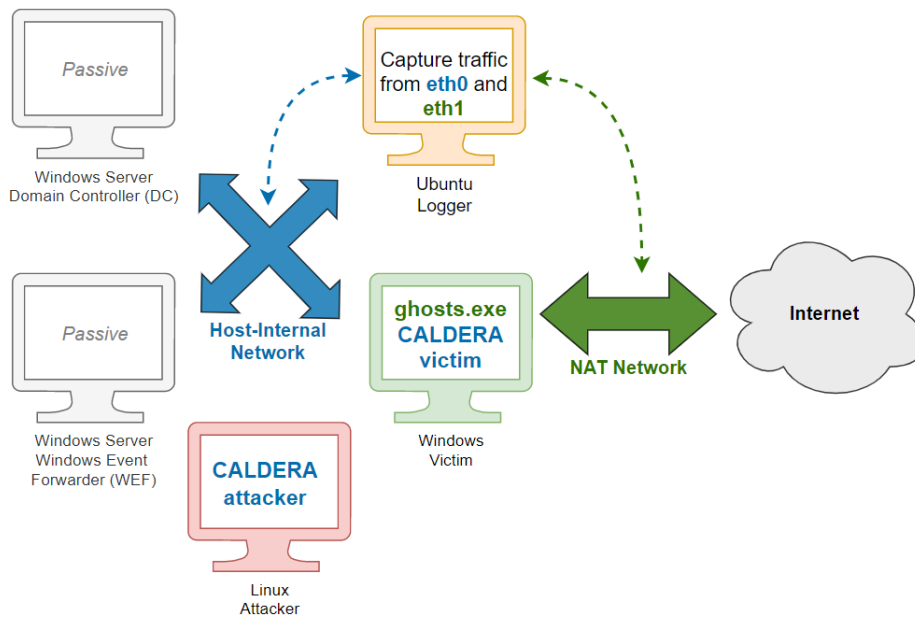 Passive
Windows Server
Domain Controller (DC)
Capture traffic
from eth0 and
eth1
Ubuntu
Logger
Passive
Windows Server
Windows Event
Forwarder (WEF)
Host-Internal
Network
ghosts.exe
CALDERA
victim
Windows
Victim
NAT Network
Internet
CALDERA
attacker
Linux
Attacker